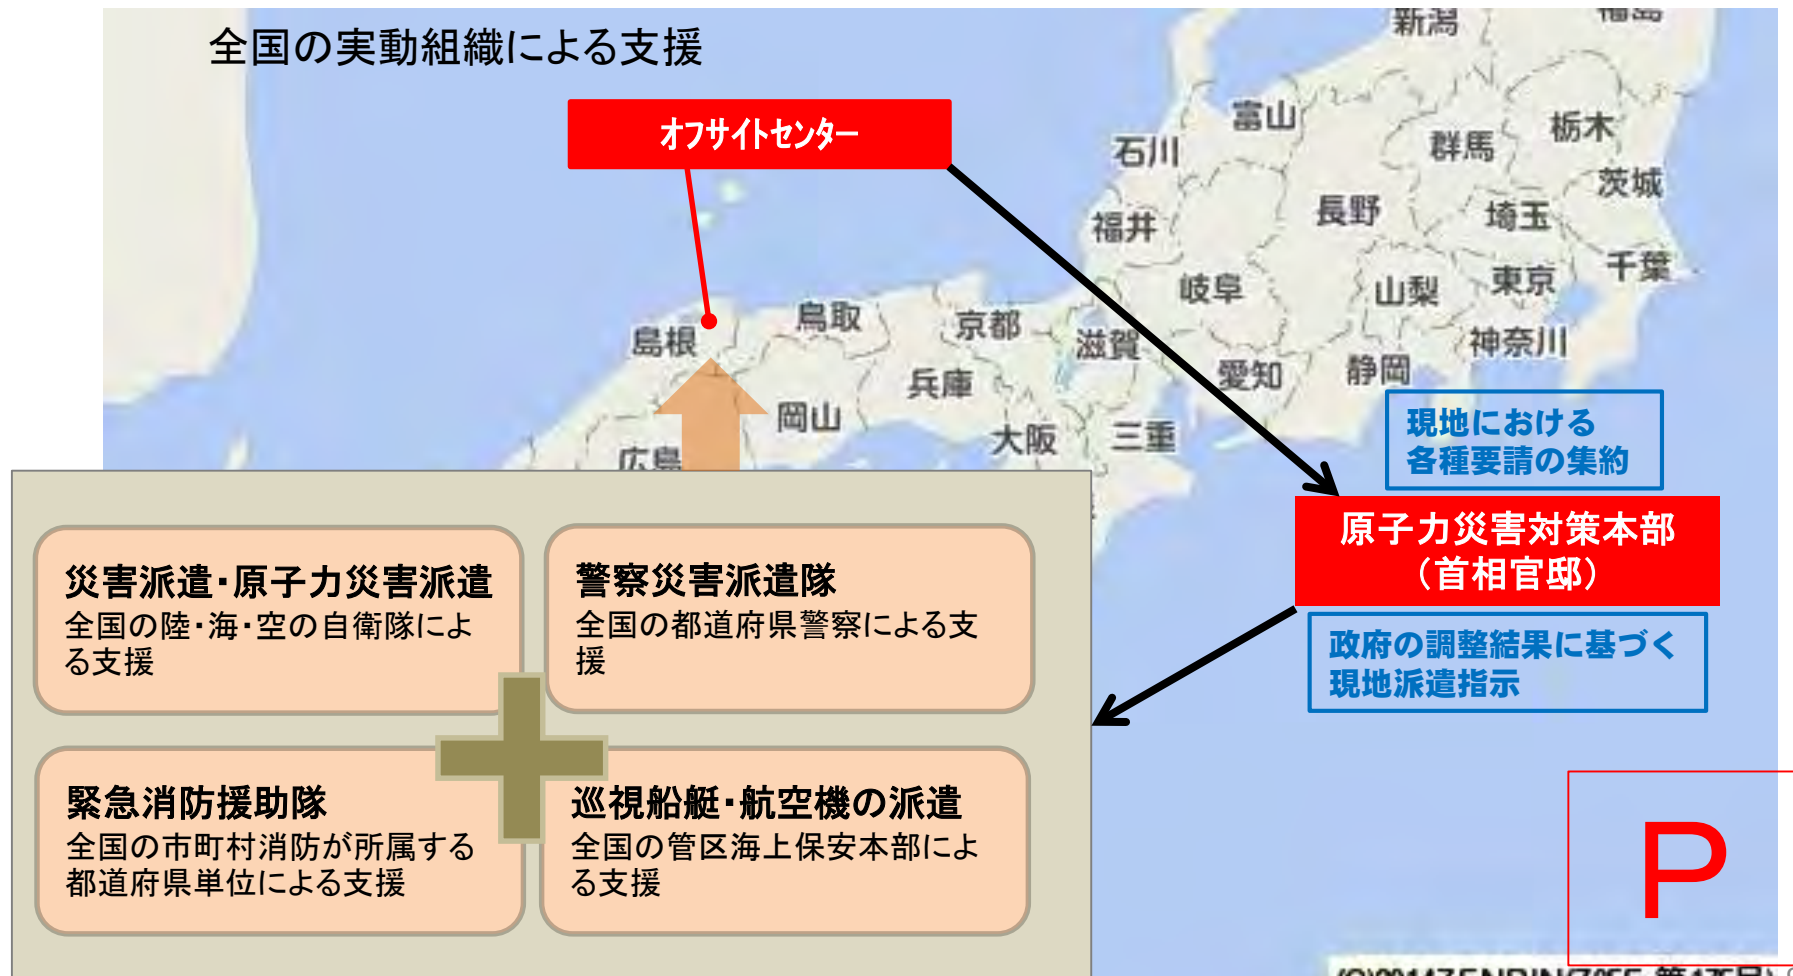 全国の実動組織による支援
オフサイトセンター
新潟
福島
富山
石川
群馬
栃木
茨城
福井
長野
埼玉
岐阜
山梨
東京
千葉
島根
鳥取
京都
滋賀
愛知
静岡
神奈川
兵庫
岡山
大阪
三重
広島
現地における
各種要請の集約
原子力災害対策本部
（首相官邸）
政府の調整結果に基づく
現地派遣指示
災害派遣・原子力災害派遣
全国の陸・海・空の自衛隊によ
る支援
警察災害派遣隊
全国の都道府県警察による支
援
緊急消防援助隊
全国の市町村消防が所属する
都道府県単位による支援
巡視船艇・航空機の派遣
全国の管区海上保安本部によ
る支援
P